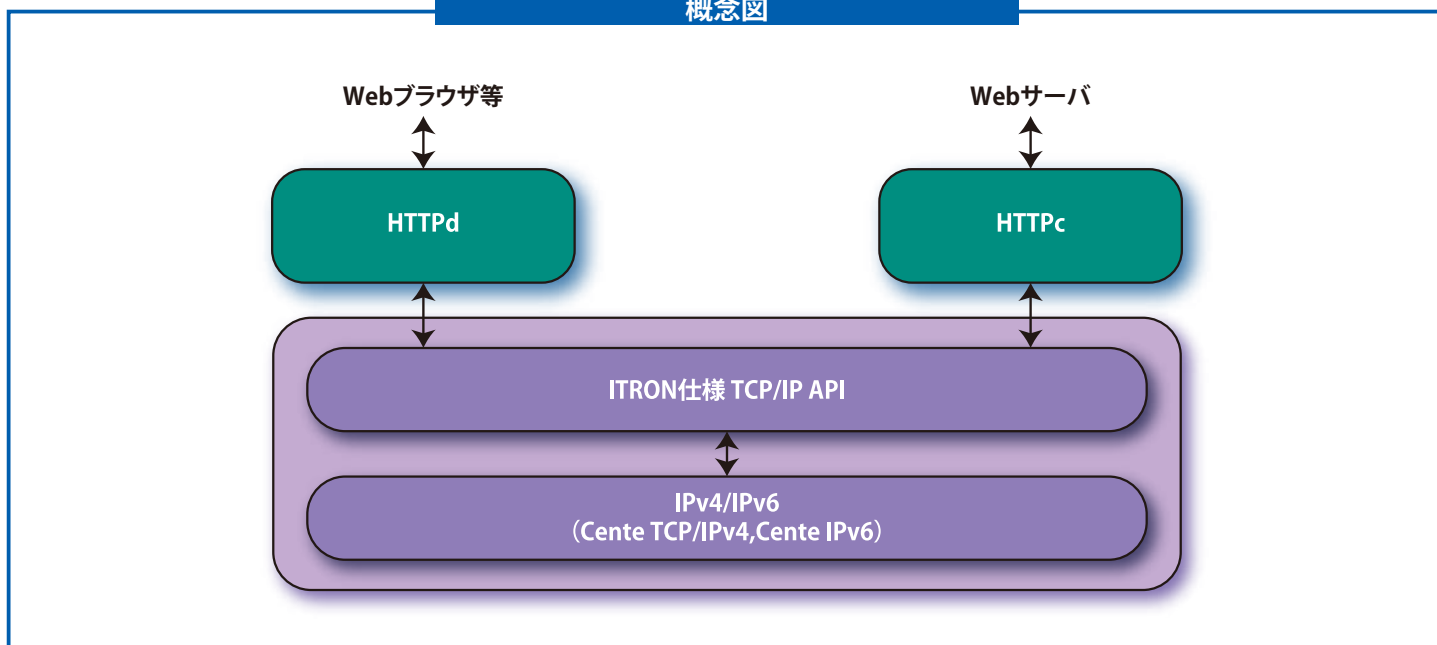 概念図
Webブラウザ等
Webサーバ
HTTPd
HTTPc
ITRON仕様 TCP/IP API
IPv4/IPv6
（Cente TCP/IPv4,Cente IPv6）